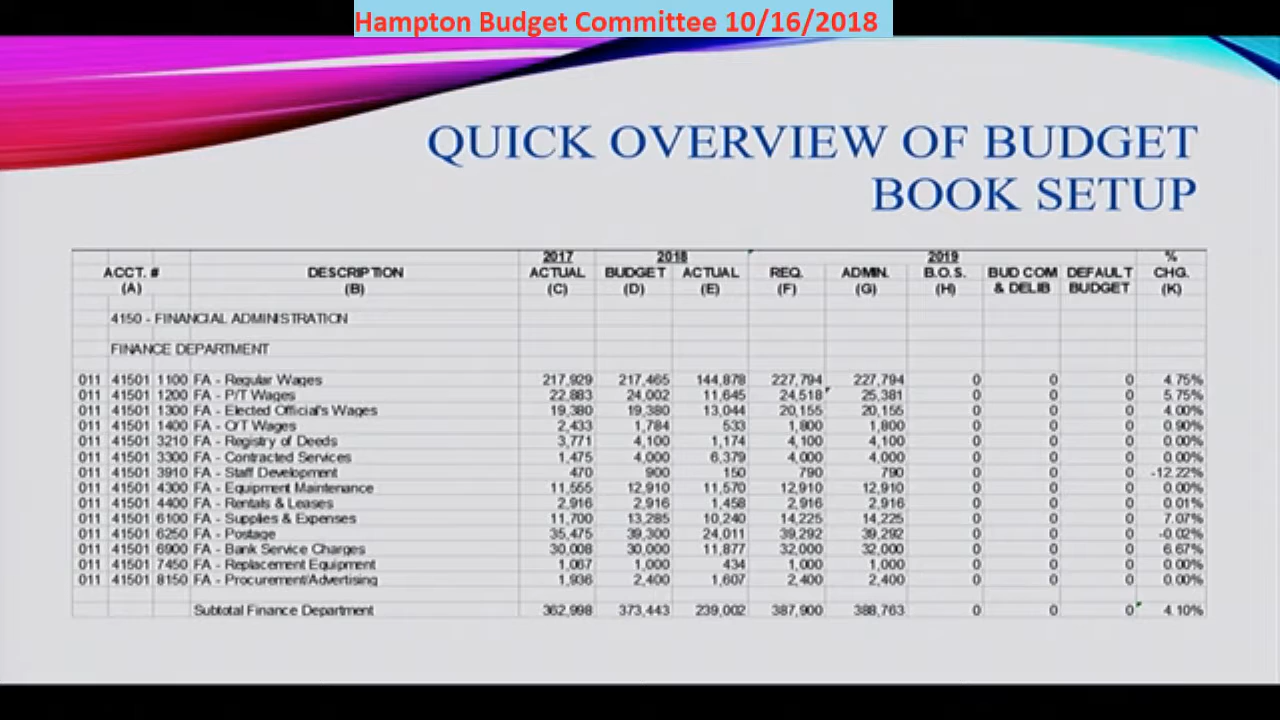 Hampton Budget Committee 10/16/2018
QUICK OVERVIEW OF BUDGET
BOOK SETUP
2017 2018 2019 %
ACCT. # DESCRIPTION ACTUAL BUDGET ACTUAL REQ. ADMIN. B.O.S. BUD COM DEFAULT CHG.
(A) (B) (C) (D) (E) (F) (G) (H) & DELIB BUDGET (K)
4150 - FINANCIAL ADMINISTRATION
FINANCE DEPARTMENT
011 41501 1100 FA - Regular Wages 217,929 217,465 144,878 227,794 227,794 0 0 0 4.75%
011 41501 1200 FA - P/T Wages 22,883 24,002 11,645 24,518 25,381 0 0 0 5.75%
011 41501 1300 FA - Elected Official's Wages 19,380 19,380 13,044 20,155 20,155 0 0 0 4.00%
011 41501 1400 FA - O/T Wages 2,433 1,784 533 1,800 1,800 0 0 0 0.90%
011 41501 3210 FA - Registry of Deeds 3,771 4,100 1,174 4,100 4,100 0 0 0 0.00%
011 41501 3300 FA - Contracted Services 1,475 4,000 6,379 4,000 4,000 0 0 0 0.00%
011 41501 3910 FA - Staff Development 470 900 150 790 790 0 0 0 -12.22%
011 41501 4300 FA - Equipment Maintenance 11,555 12,910 11,570 12,910 12,910 0 0 0 0.00%
011 41501 4400 FA - Rentals & Leases 2,916 2,916 1,458 2,916 2,916 0 0 0 0.01%
011 41501 6100 FA - Supplies & Expenses 11,700 13,285 10,240 14,225 14,225 0 0 0 7.07%
011 41501 6250 FA - Postage 35,475 39,300 24,011 39,292 39,292 0 0 0 -0.02%
011 41501 6900 FA - Bank Service Charges 30,008 30,000 11,877 32,000 32,000 0 0 0 6.67%
011 41501 7450 FA - Replacement Equipment 1,067 1,000 434 1,000 1,000 0 0 0 0.00%
011 41501 8150 FA - Procurement/Advertising 1,936 2,400 1,607 2,400 2,400 0 0 0 0.00%
Subtotal Finance Department 362,998 373,443 239,002 387,900 388,763 0 0 0 4.10%